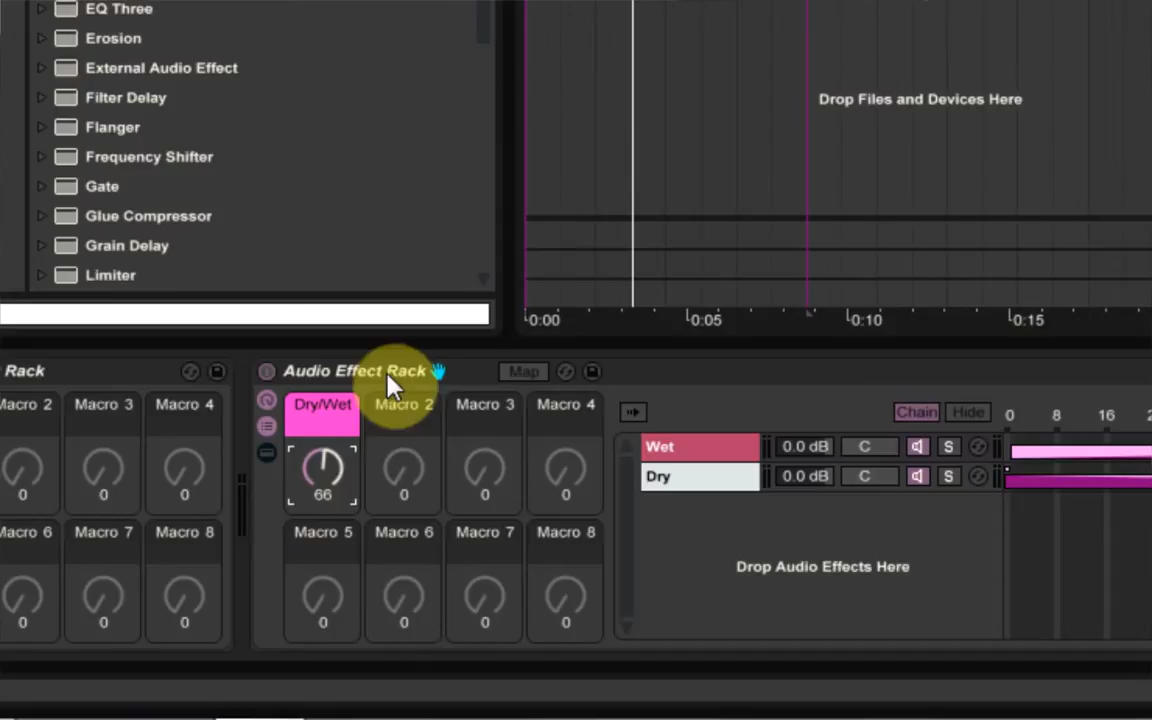 EQ Three
Erosion
External Audio Effect
Filter Delay
Flanger
Frequency Shifter
Gate
Glue Compressor
Grain Delay
Limiter
Drop Files and Devices Here
0:00 0:05 0:10 0:15
Rack
Macro 2 Macro 3 Macro 4
0 0 0
Macro 6 Macro 7 Macro 8
0 0 0
Audio Effect Rack Map
Dry/Wet Macro 2 Macro 3 Macro 4
66 0 0 0
Macro 5 Macro 6 Macro 7 Macro 8
0 0 0 0
Chain Hide 0 8 16 2
Wet 0.0 dB C S
Dry 0.0 dB C S
Drop Audio Effects Here